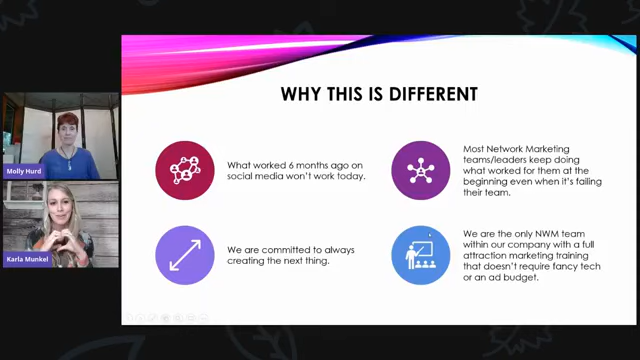 WHY THIS IS DIFFERENT
What worked 6 months ago on
social media won't work today.
Most Network Marketing
teams/leaders keep doing
what worked for them at the
beginning even when it's failing
their team.
We are committed to always
creating the next thing.
We are the only NWM team
within our company with a full
attraction marketing training
that doesn't require fancy tech
or an ad budget.
Molly Hurd
Karla Munkel